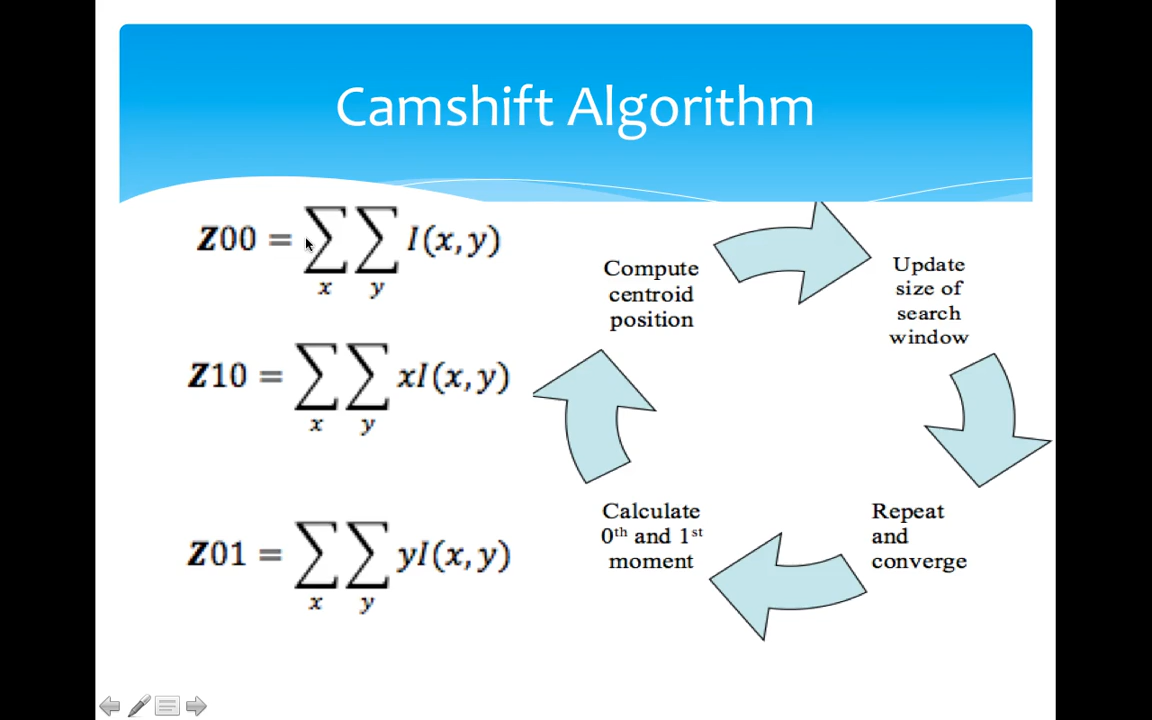 Camshift Algorithm
Z00 = ∑x ∑y I(x, y)
Z10 = ∑x ∑y xI(x, y)
Z01 = ∑x ∑y yI(x, y)
Compute
centroid
position
Update
size of
search
window
Repeat
and
converge
Calculate
0th and 1st
moment